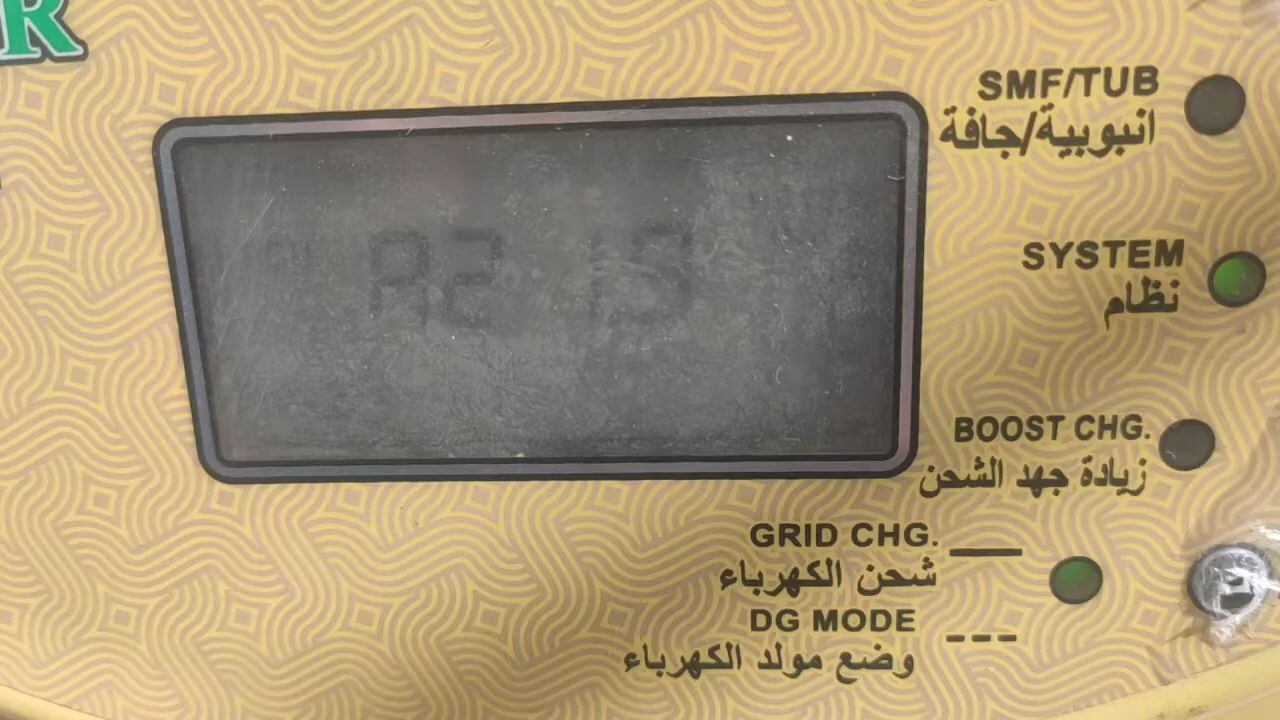 R
SMF/TUB
انبوبية/جافة
SYSTEM
نظام
BOOST CHG.
زيادة جهد الشحن
GRID CHG.
شحن الكهرباء
DG MODE
وضع مولد الكهرباء